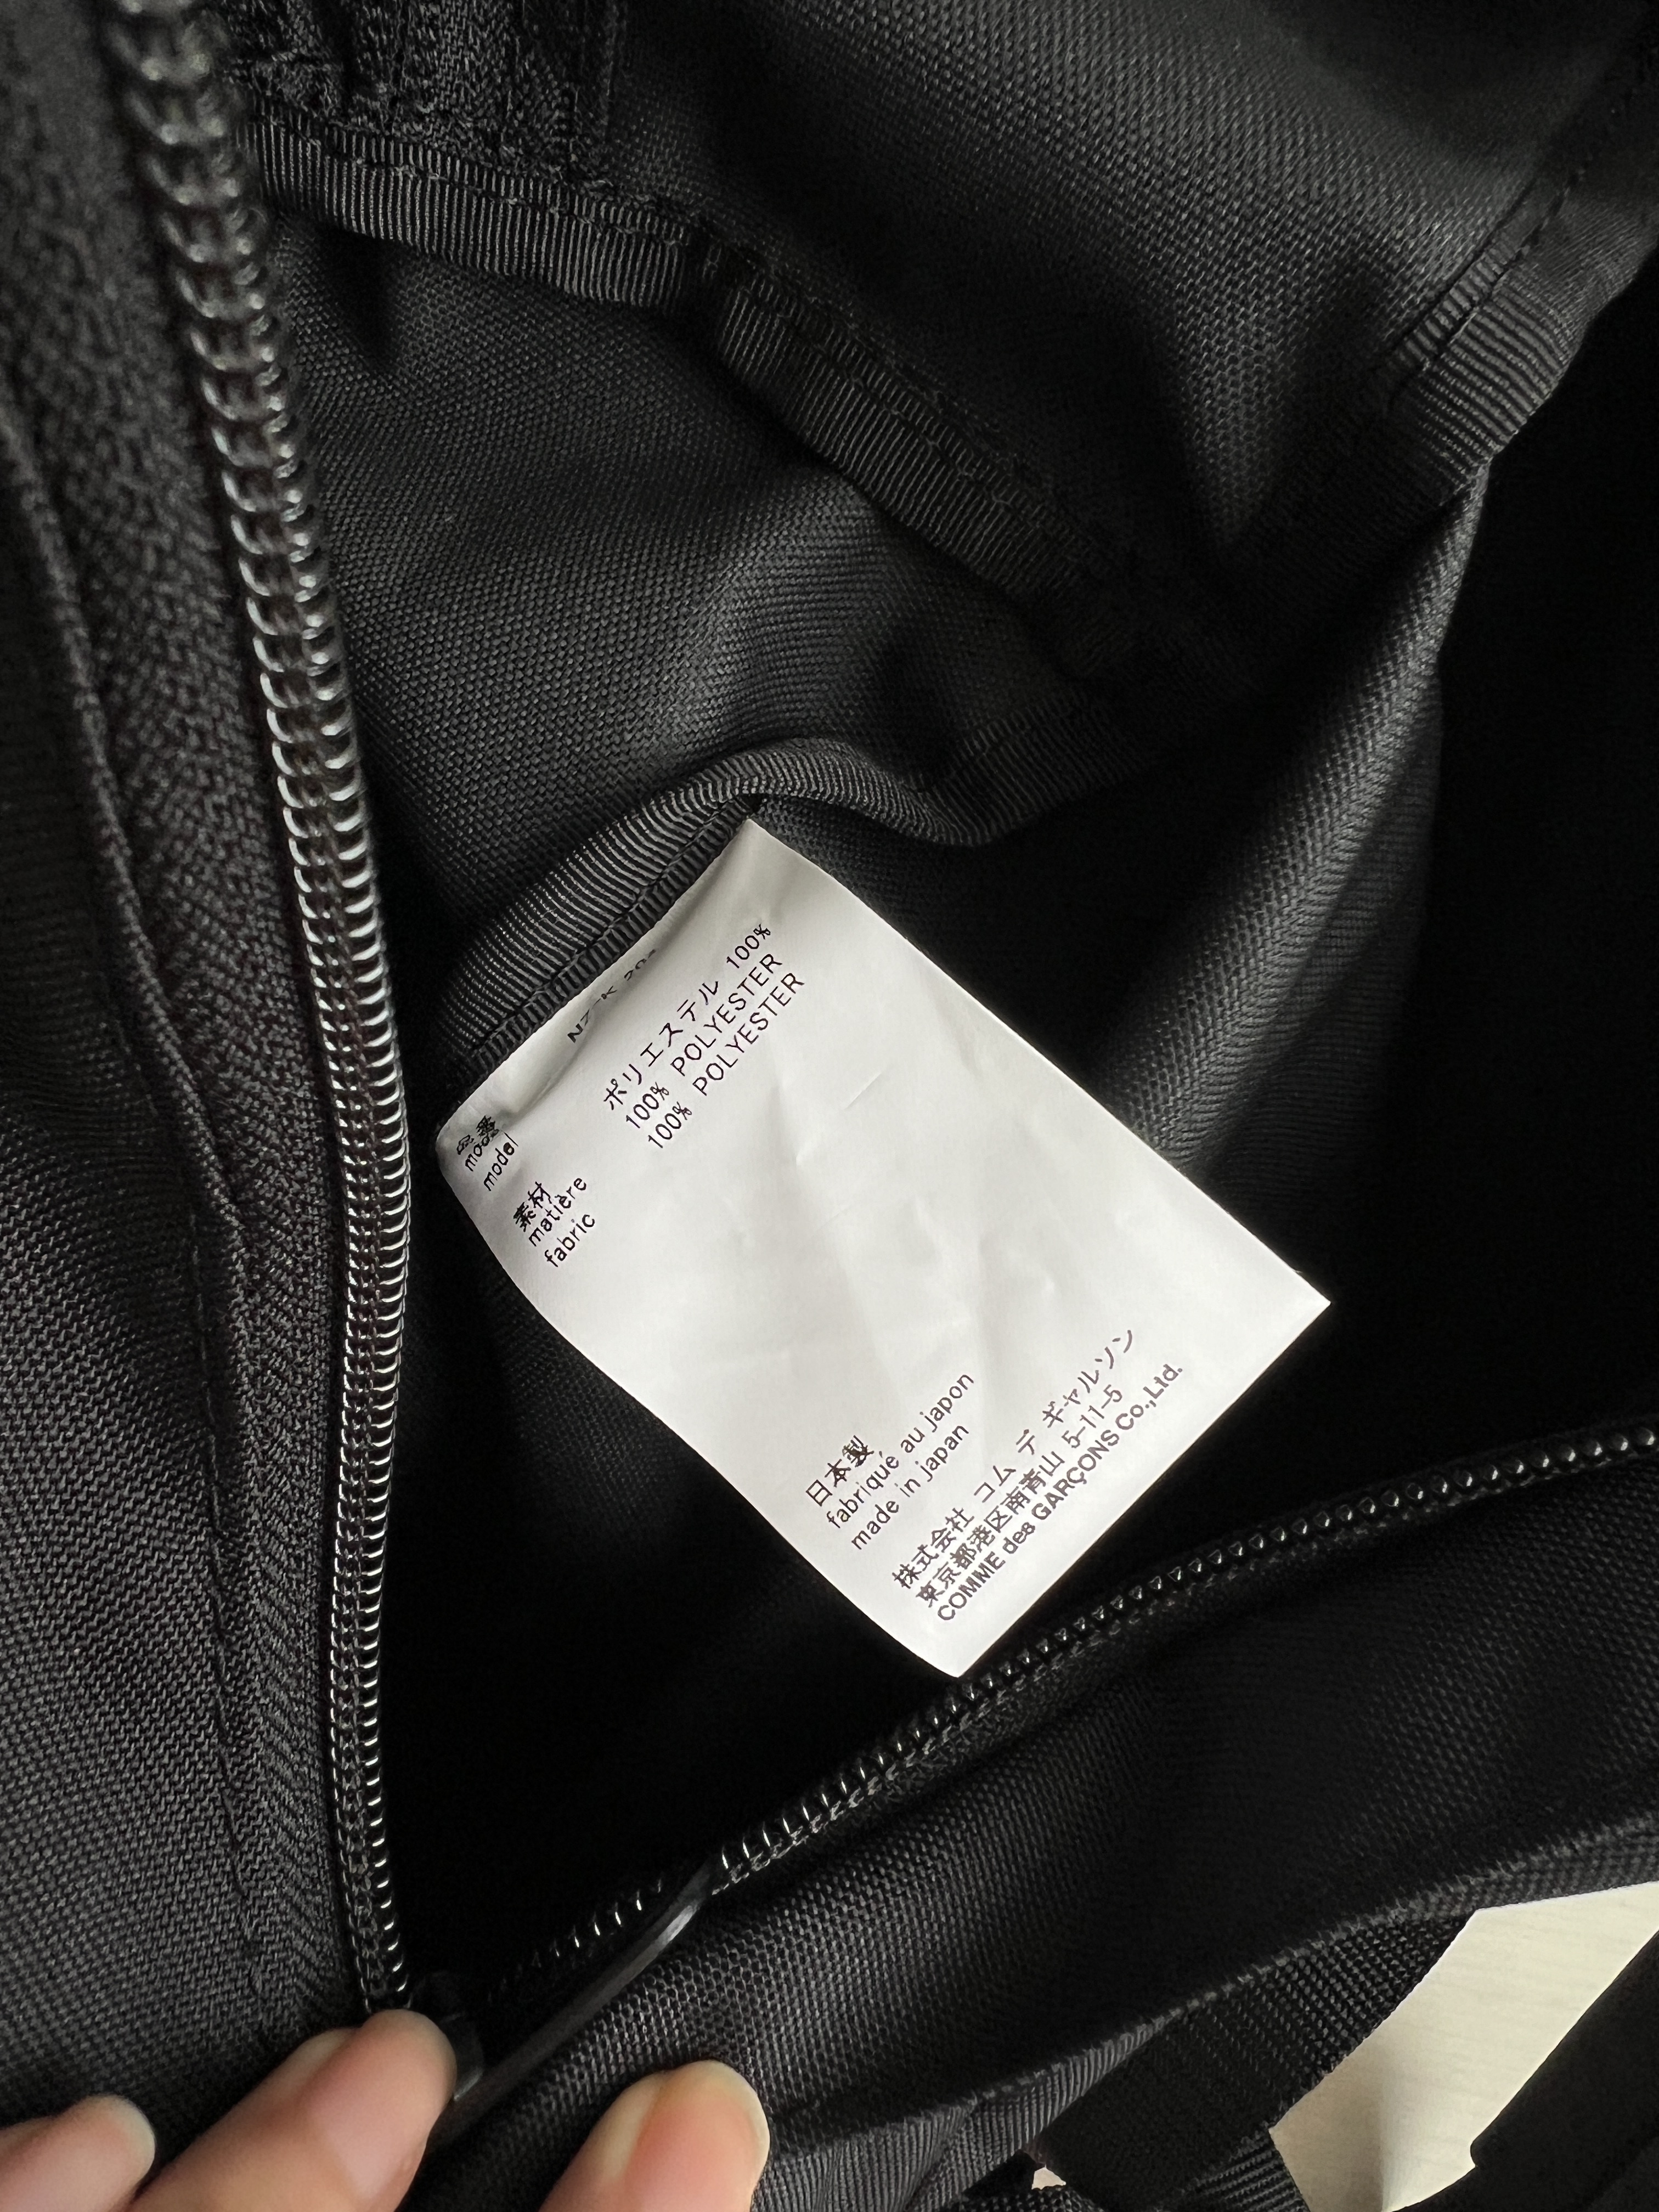 品番
modèle
model
素材 ポリエステル 100%
matière 100% POLYESTER
fabric 100% POLYESTER
日本製
fabriqué au japon
made in japan
株式会社 コム デ ギャルソン
東京都港区南青山 5-11-5
COMME des GARÇONS Co.,Ltd.